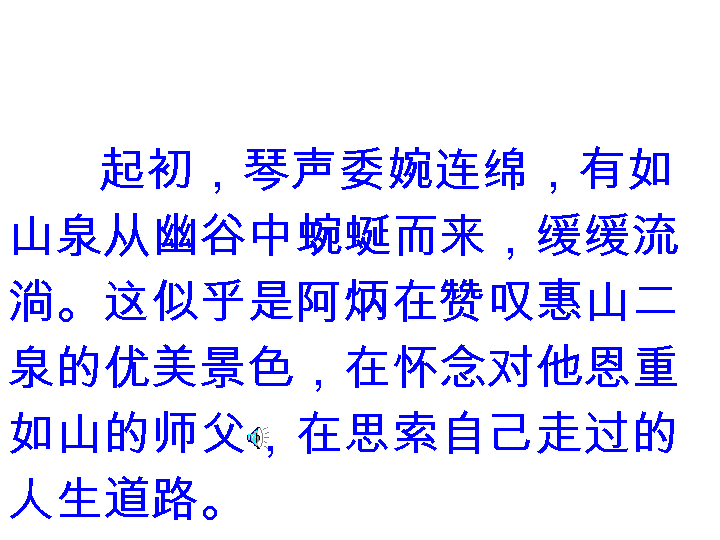 起初，琴声委婉连绵，有如
山泉从幽谷中蜿蜒而来，缓缓流
淌。这似乎是阿炳在赞叹惠山二
泉的优美景色，在怀念对他恩重
如山的师父，在思索自己走过的
人生道路。